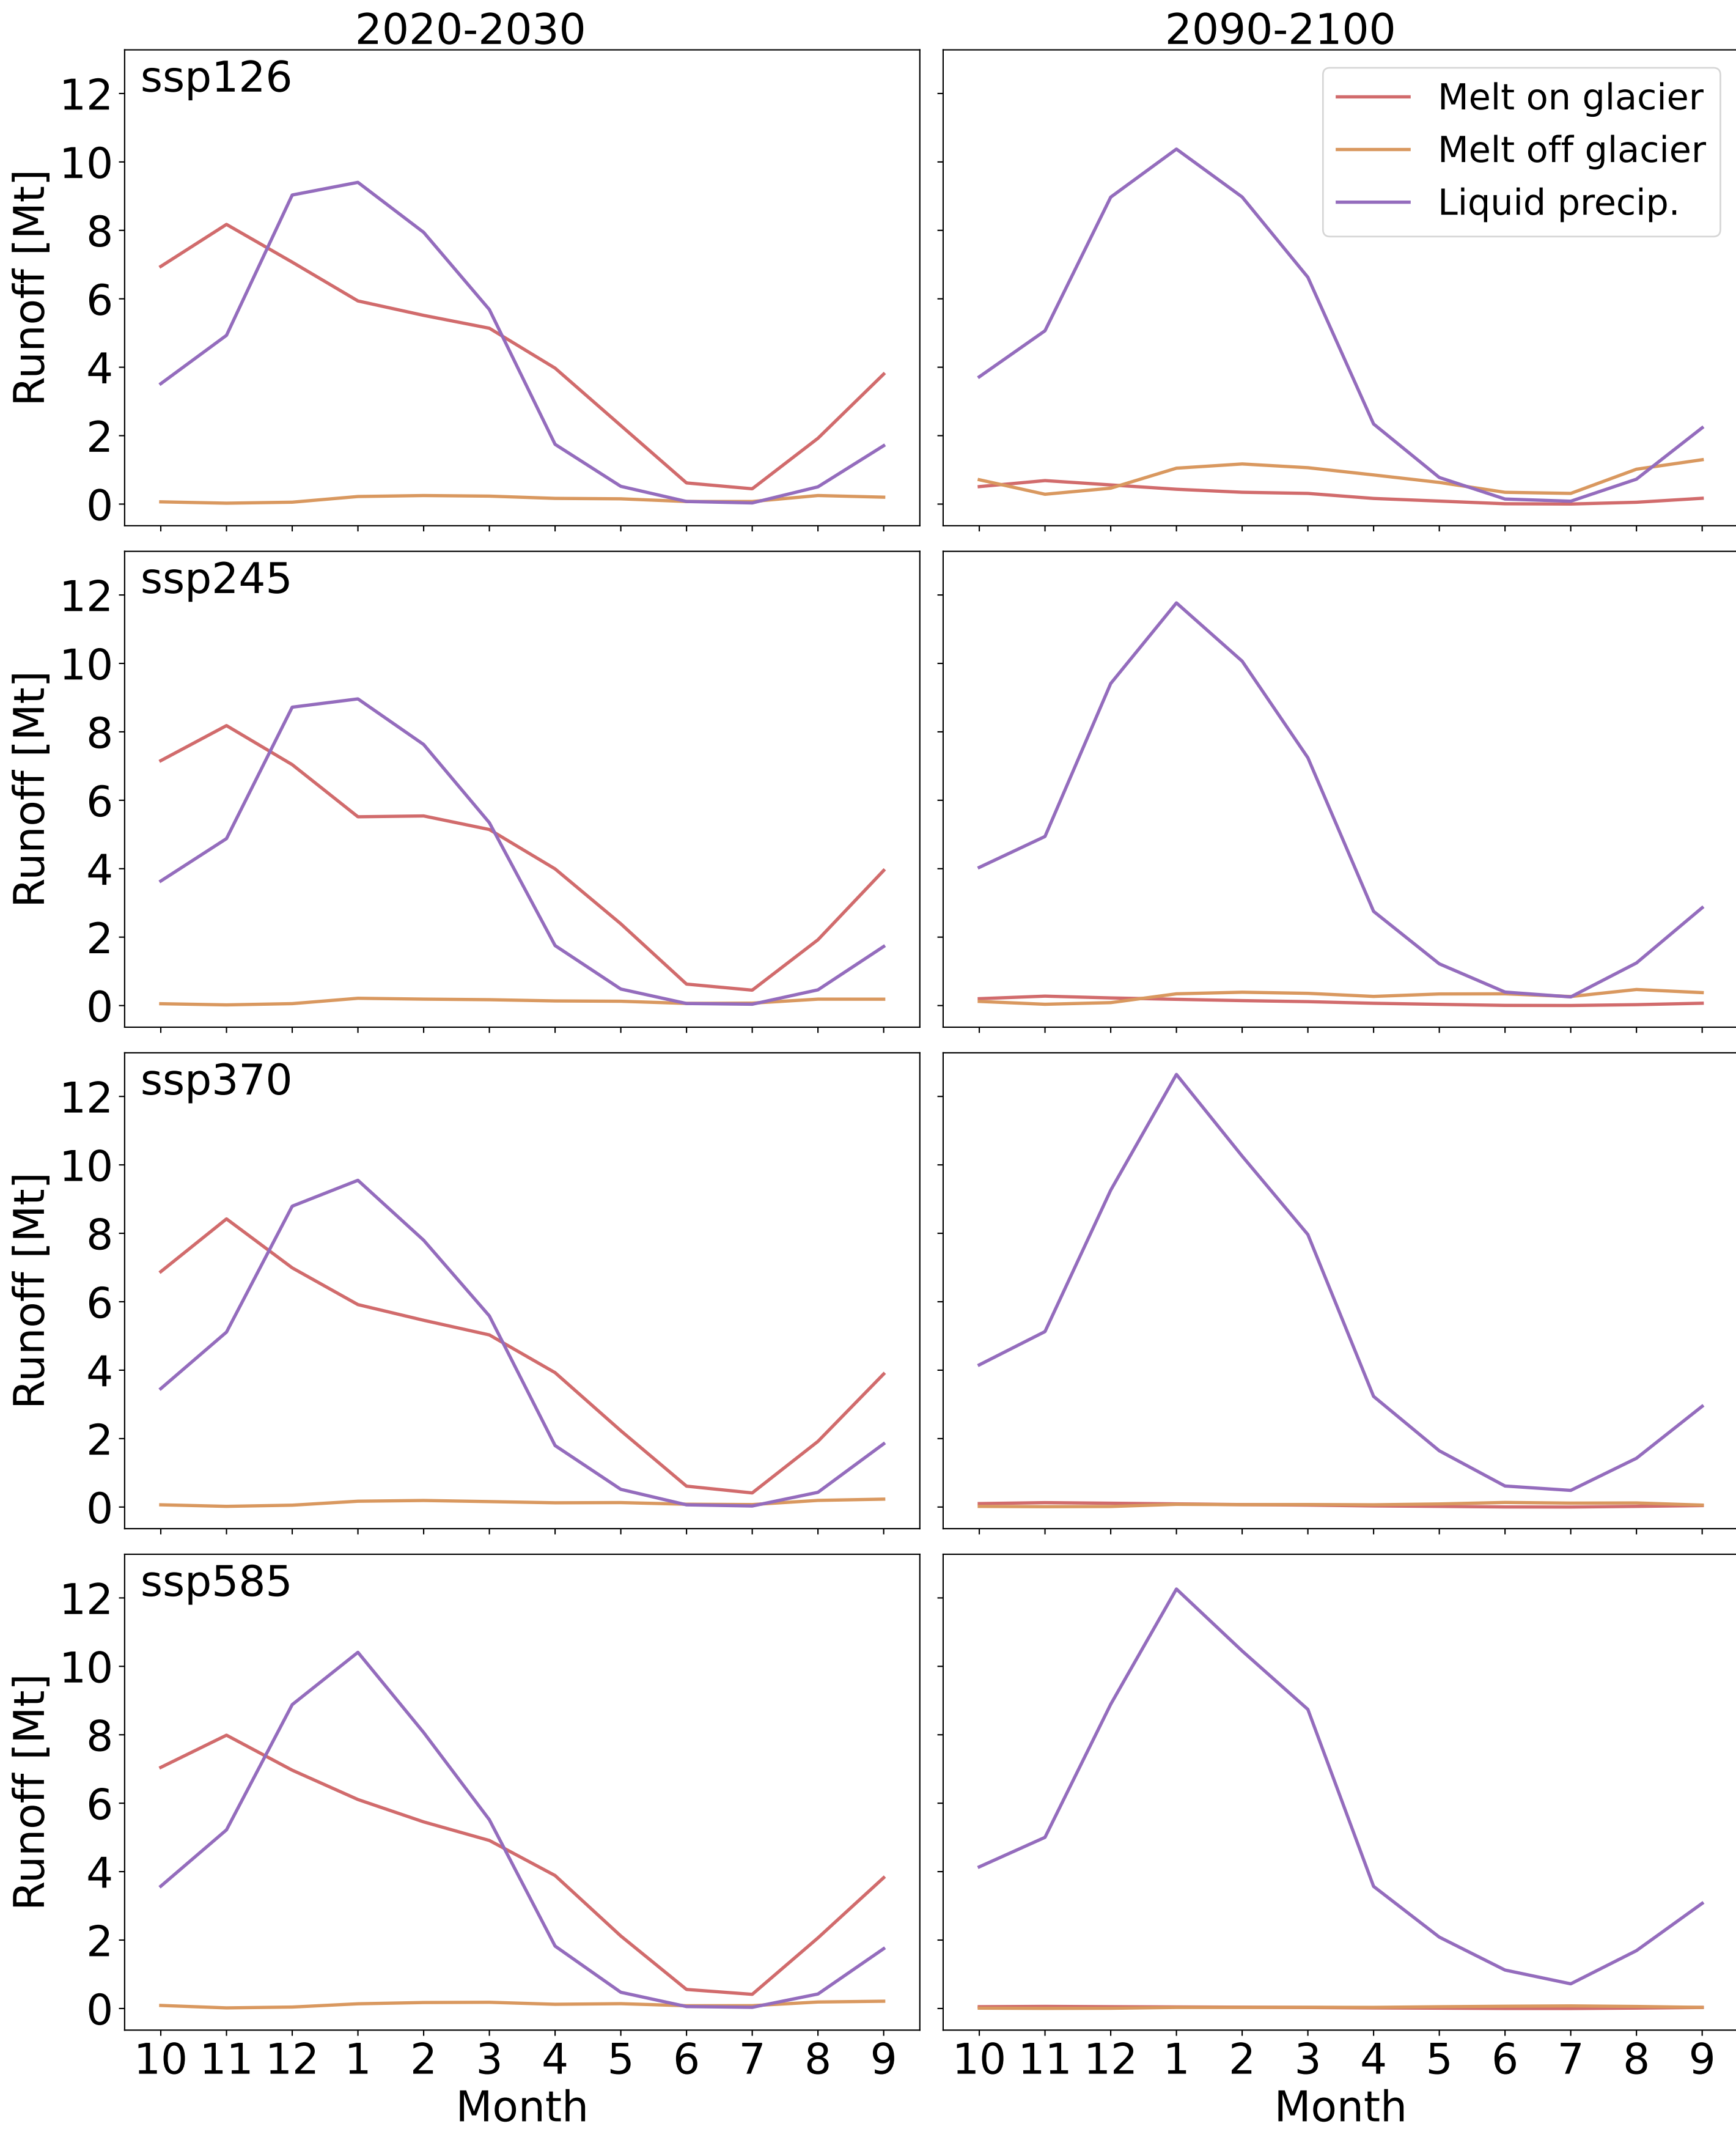 2020-2030 2090-2100
ssp126
Melt on glacier
Melt off glacier
Liquid precip.
Runoff [Mt]
12
10
8
6
4
2
0
ssp245
Runoff [Mt]
12
10
8
6
4
2
0
ssp370
Runoff [Mt]
12
10
8
6
4
2
0
ssp585
Runoff [Mt]
12
10
8
6
4
2
0
10 11 12 1 2 3 4 5 6 7 8 9 10 11 12 1 2 3 4 5 6 7 8 9
Month Month